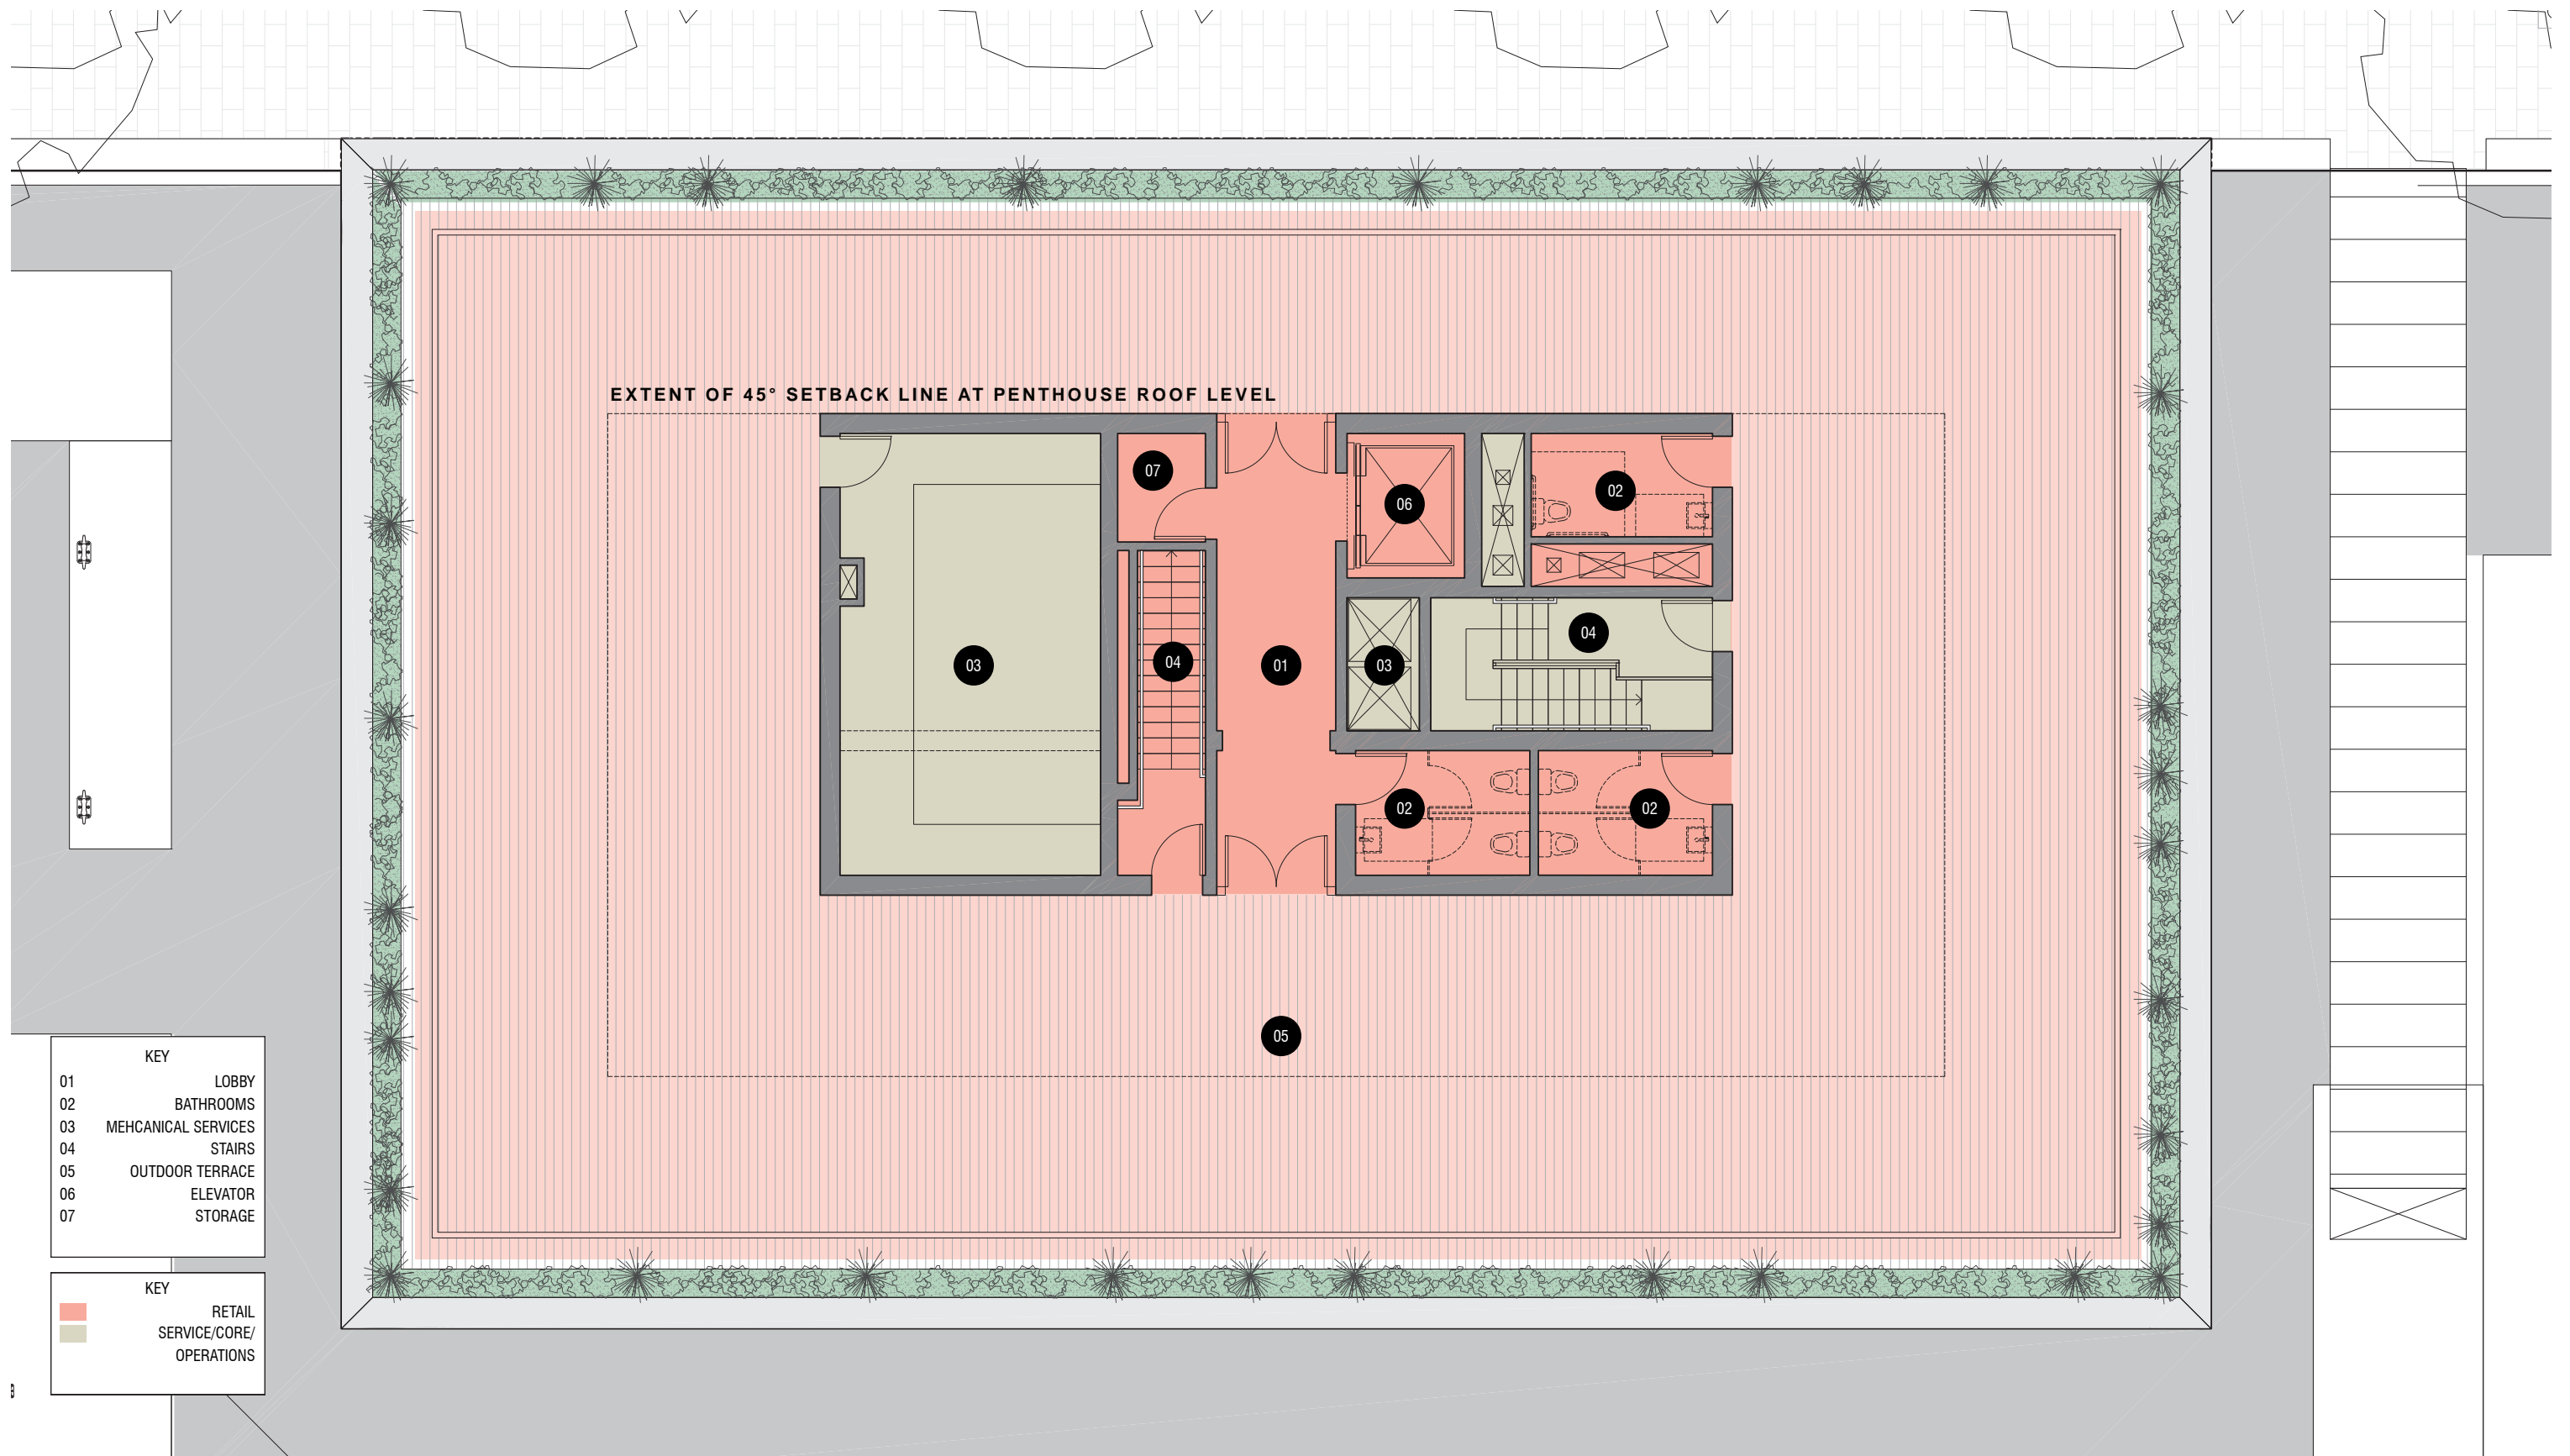 EXTENT OF 45° SETBACK LINE AT PENTHOUSE ROOF LEVEL
07
06
02
04
03
04
01
03
02
02
05
KEY
01 LOBBY
02 BATHROOMS
03 MEHCANICAL SERVICES
04 STAIRS
05 OUTDOOR TERRACE
06 ELEVATOR
07 STORAGE
KEY
RETAIL
SERVICE/CORE/
OPERATIONS